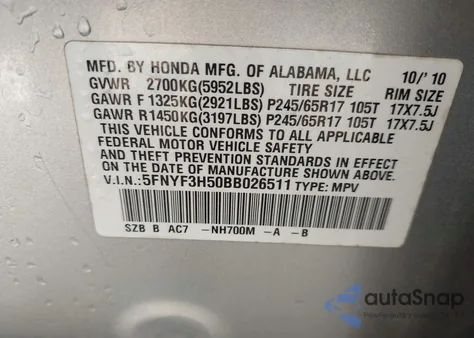 MFD. BY HONDA MFG. OF ALABAMA, LLC 10/'10
GVWR 2700KG(5952LBS) TIRE SIZE RIM SIZE
GAWR F 1325KG(2921LBS) P245/65R17 105T 17X7.5J
GAWR R1450KG(3197LBS) P245/65R17 105T 17X7.5J
THIS VEHICLE CONFORMS TO ALL APPLICABLE
FEDERAL MOTOR VEHICLE SAFETY
AND THEFT PREVENTION STANDARDS IN EFFECT
ON THE DATE OF MANUFACTURE SHOWN ABOVE.
V.I.N.:5FNYF3H50BB026511 TYPE: MPV
SZB B AC7 -NH700M -A -B
autoSnap